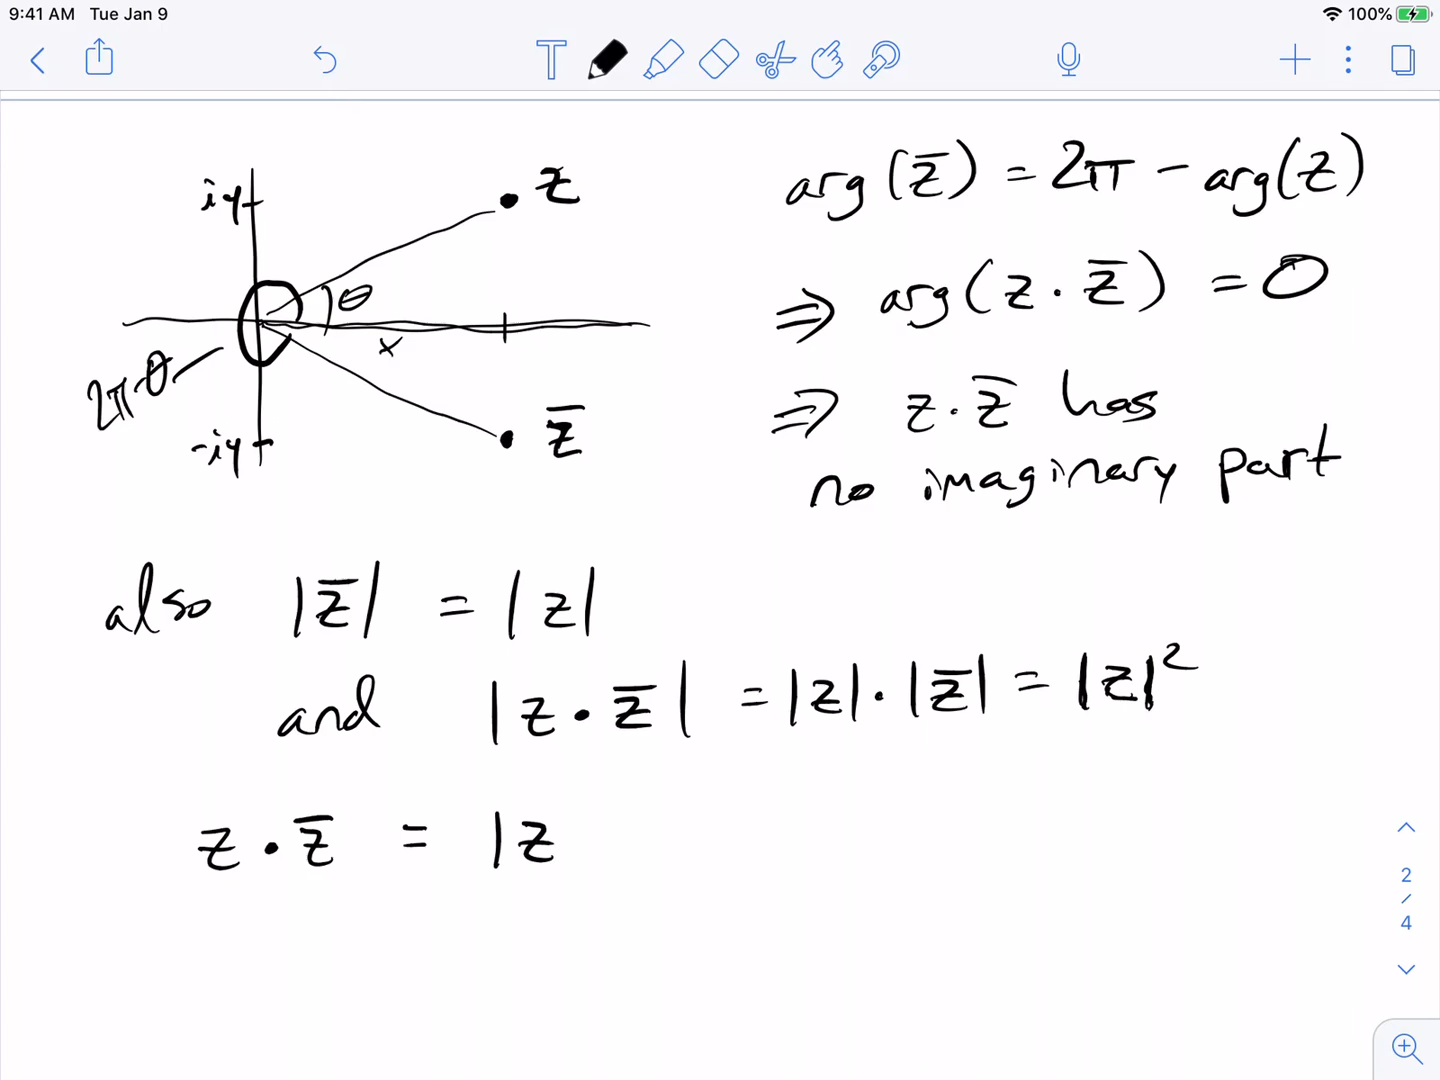 9:41 AM Tue Jan 9
100%
T
iy
z
θ
x
2π-θ
-iy
z̅
arg(z̅) = 2π - arg(z)
⇒ arg(z · z̅) = 0
⇒ z · z̅ has
no imaginary part
also |z̅| = |z|
and |z · z̅| = |z| · |z̅| = |z|²
z · z̅ = |z
2
/
4